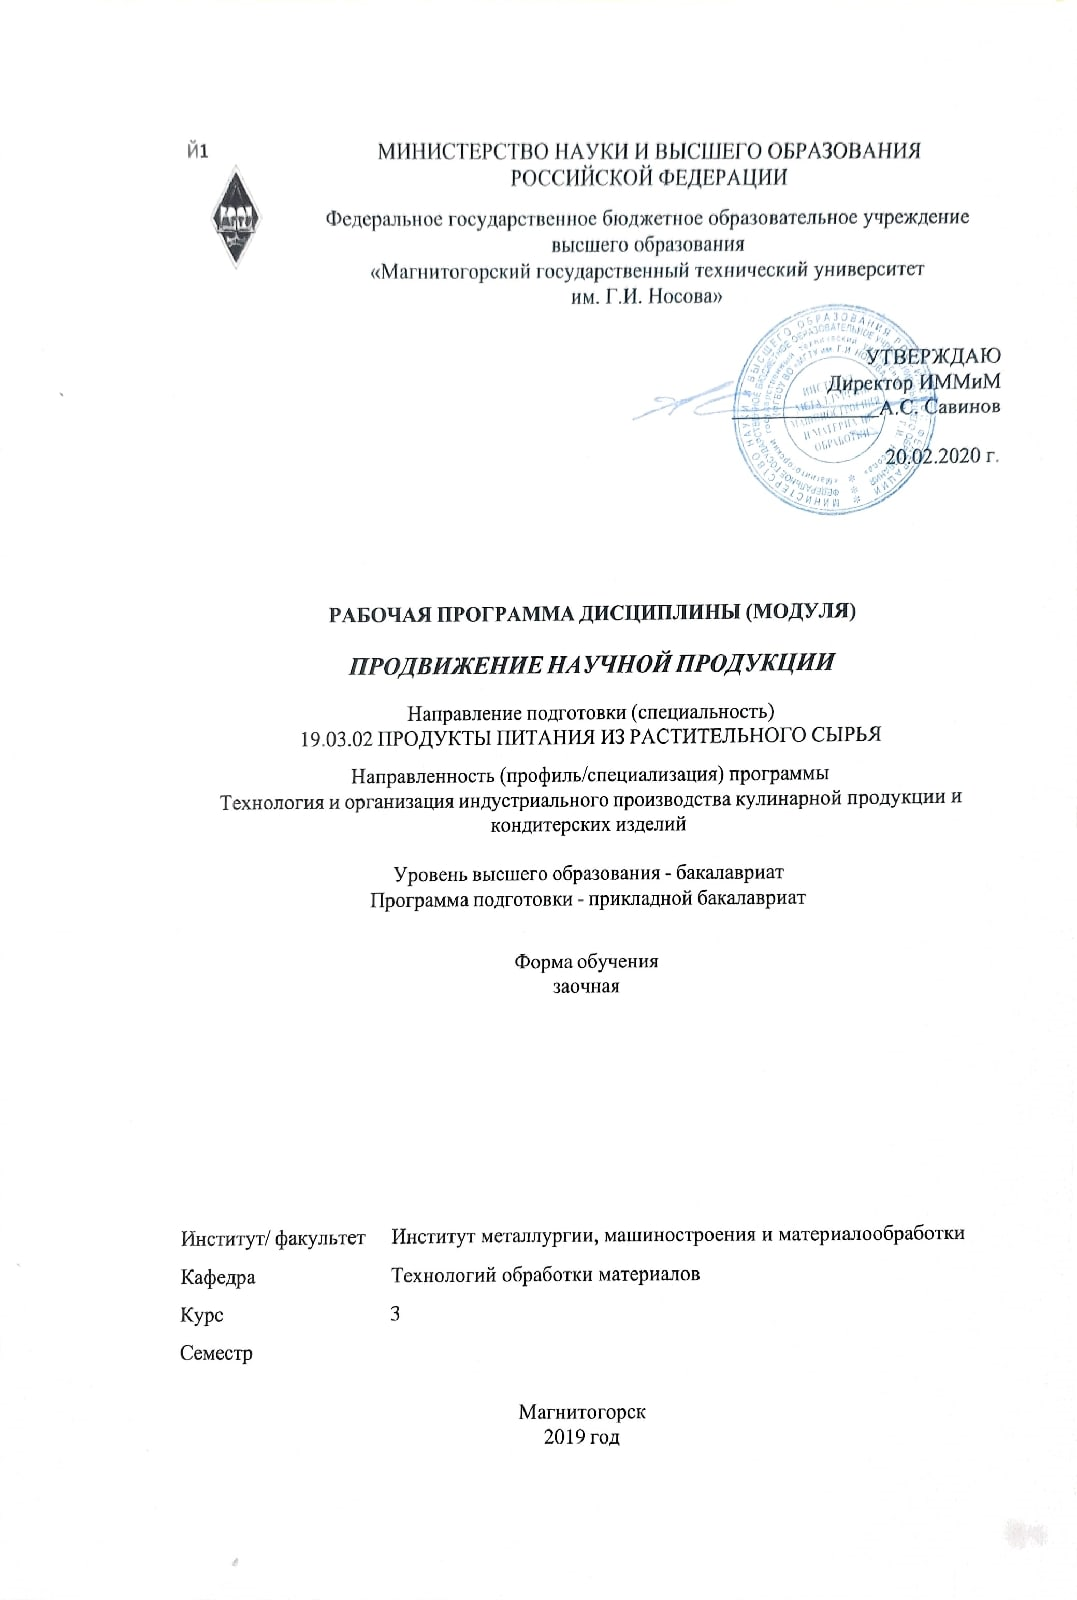 Й1
МИНИСТЕРСТВО НАУКИ И ВЫСШЕГО ОБРАЗОВАНИЯ
РОССИЙСКОЙ ФЕДЕРАЦИИ
Федеральное государственное бюджетное образовательное учреждение
высшего образования
«Магнитогорский государственный технический университет
им. Г.И. Носова»
УТВЕРЖДАЮ
Директор ИММиМ
А.С. Савинов
20.02.2020 г.
РАБОЧАЯ ПРОГРАММА ДИСЦИПЛИНЫ (МОДУЛЯ)
ПРОДВИЖЕНИЕ НАУЧНОЙ ПРОДУКЦИИ
Направление подготовки (специальность)
19.03.02 ПРОДУКТЫ ПИТАНИЯ ИЗ РАСТИТЕЛЬНОГО СЫРЬЯ
Направленность (профиль/специализация) программы
Технология и организация индустриального производства кулинарной продукции и
кондитерских изделий
Уровень высшего образования - бакалавриат
Программа подготовки - прикладной бакалавриат
Форма обучения
заочная
Институт/ факультет Институт металлургии, машиностроения и материалообработки
Кафедра Технологий обработки материалов
Курс 3
Семестр
Магнитогорск
2019 год